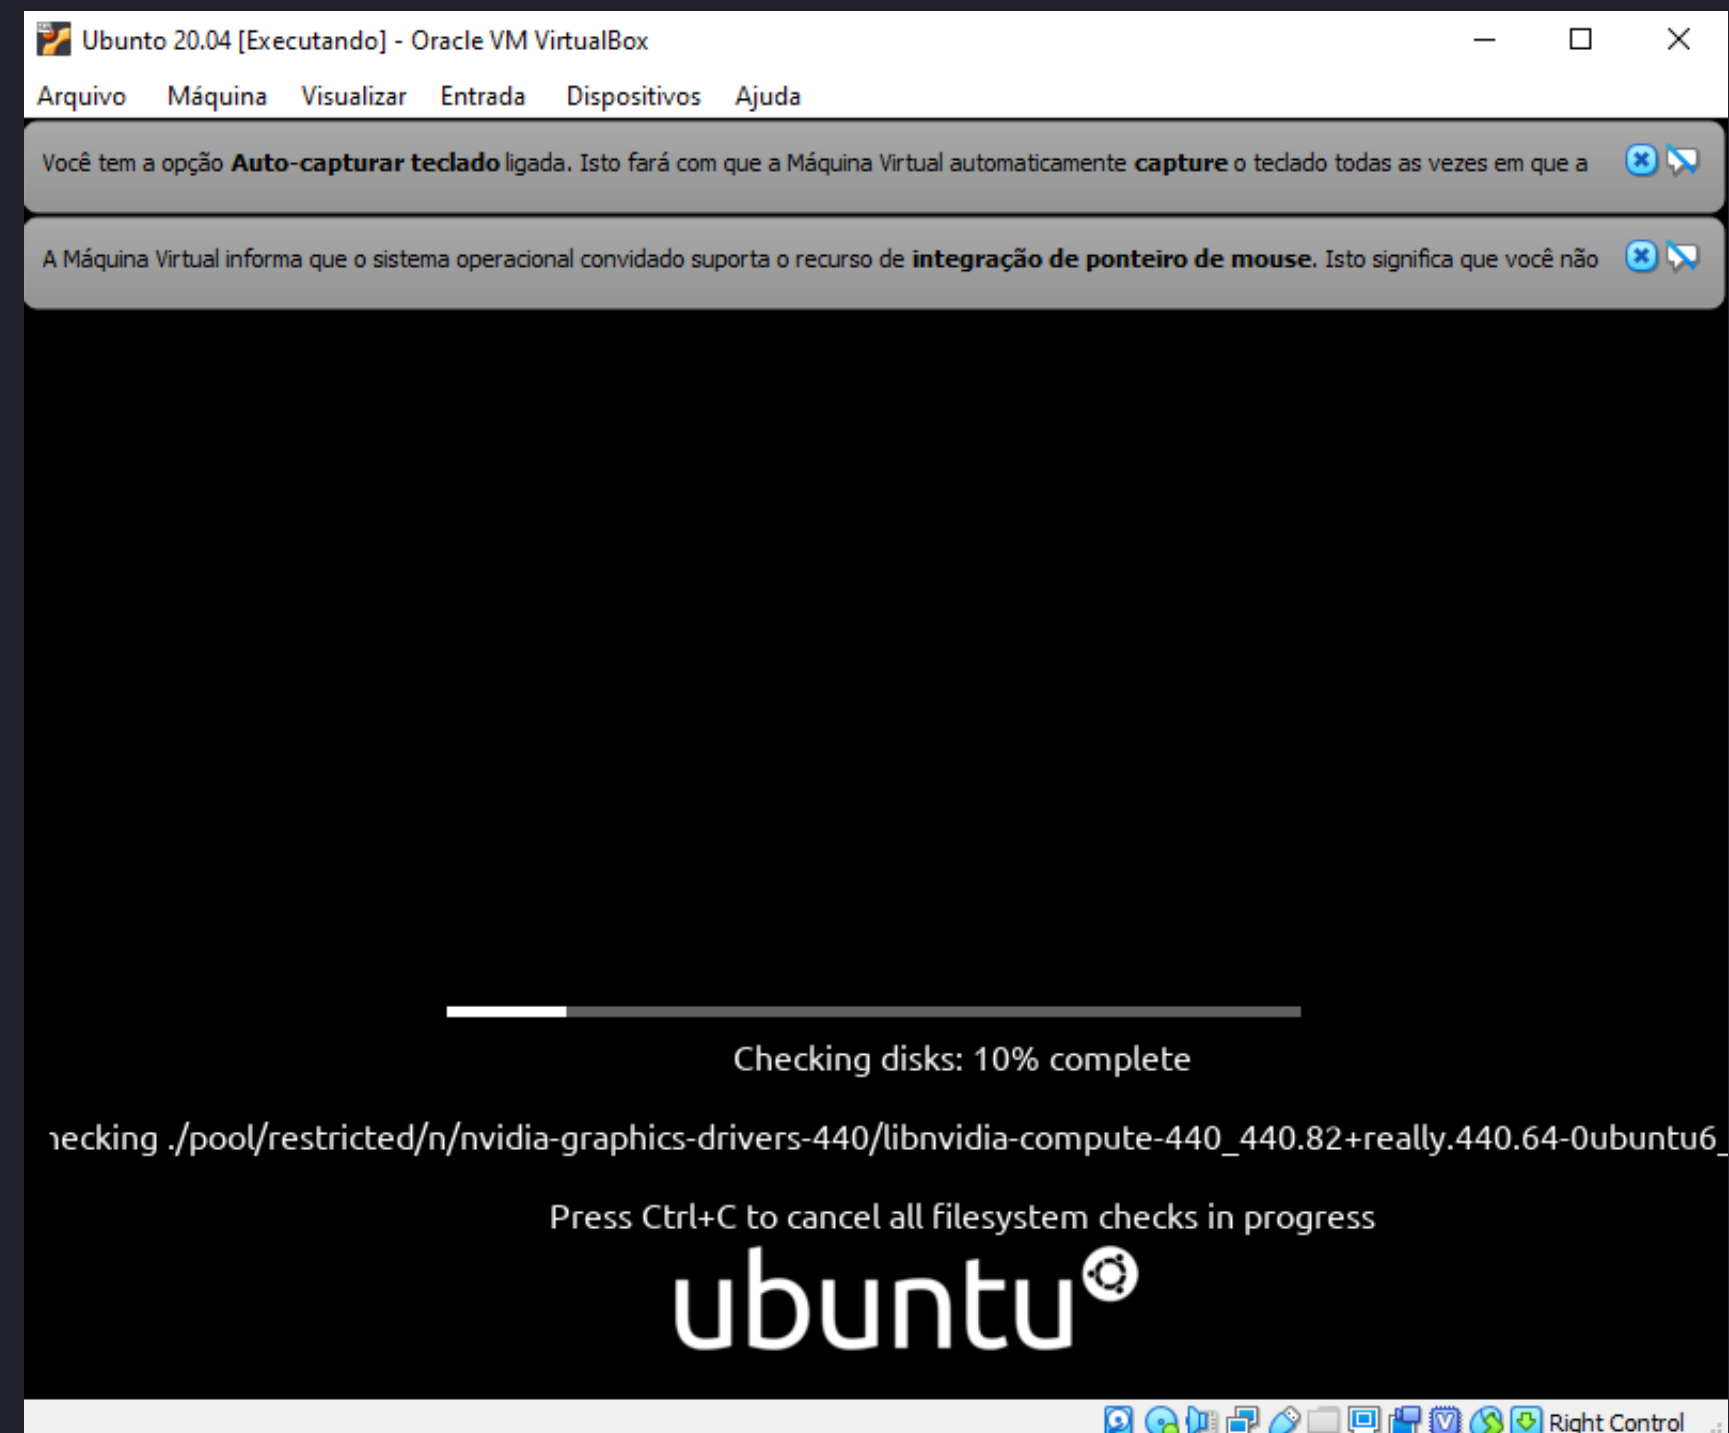 Ubunto 20.04 [Executando] - Oracle VM VirtualBox
Arquivo Máquina Visualizar Entrada Dispositivos Ajuda
Você tem a opção Auto-capturar teclado ligada. Isto fará com que a Máquina Virtual automaticamente capture o teclado todas as vezes em que a
A Máquina Virtual informa que o sistema operacional convidado suporta o recurso de integração de ponteiro de mouse. Isto significa que você não
Checking disks: 10% complete
hecking ./pool/restricted/n/nvidia-graphics-drivers-440/libnvidia-compute-440_440.82+really.440.64-0ubuntu6_
Press Ctrl+C to cancel all filesystem checks in progress
ubuntu
Right Control